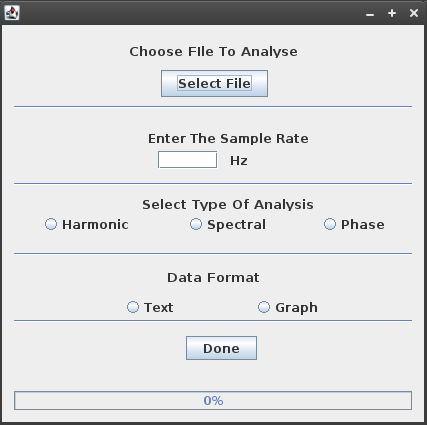 Choose FIle To Analyse
Select File
Enter The Sample Rate
Hz
Select Type Of Analysis
Harmonic Spectral Phase
Data Format
Text Graph
Done
0%